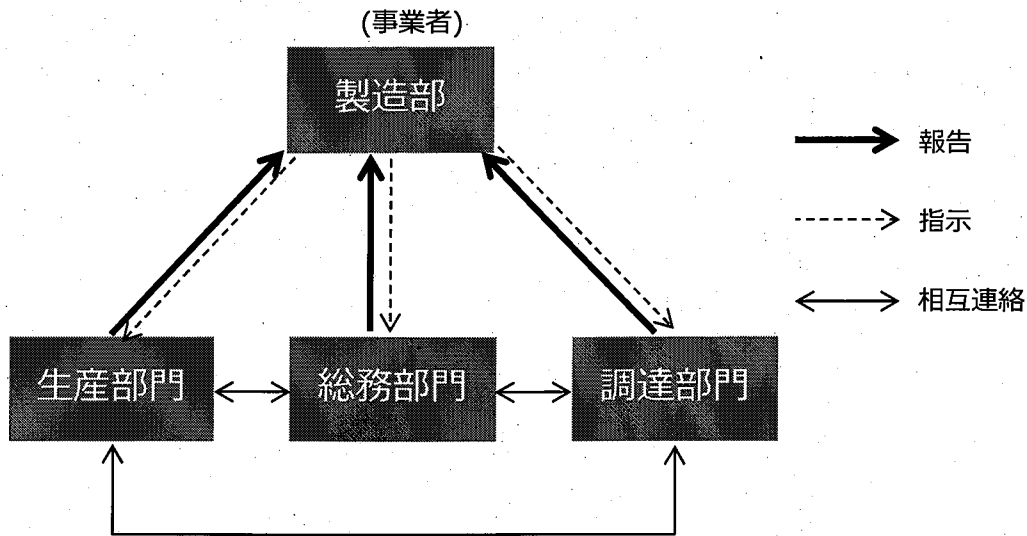 (事業者)
製造部
報告
指示
相互連絡
生産部門
総務部門
調達部門